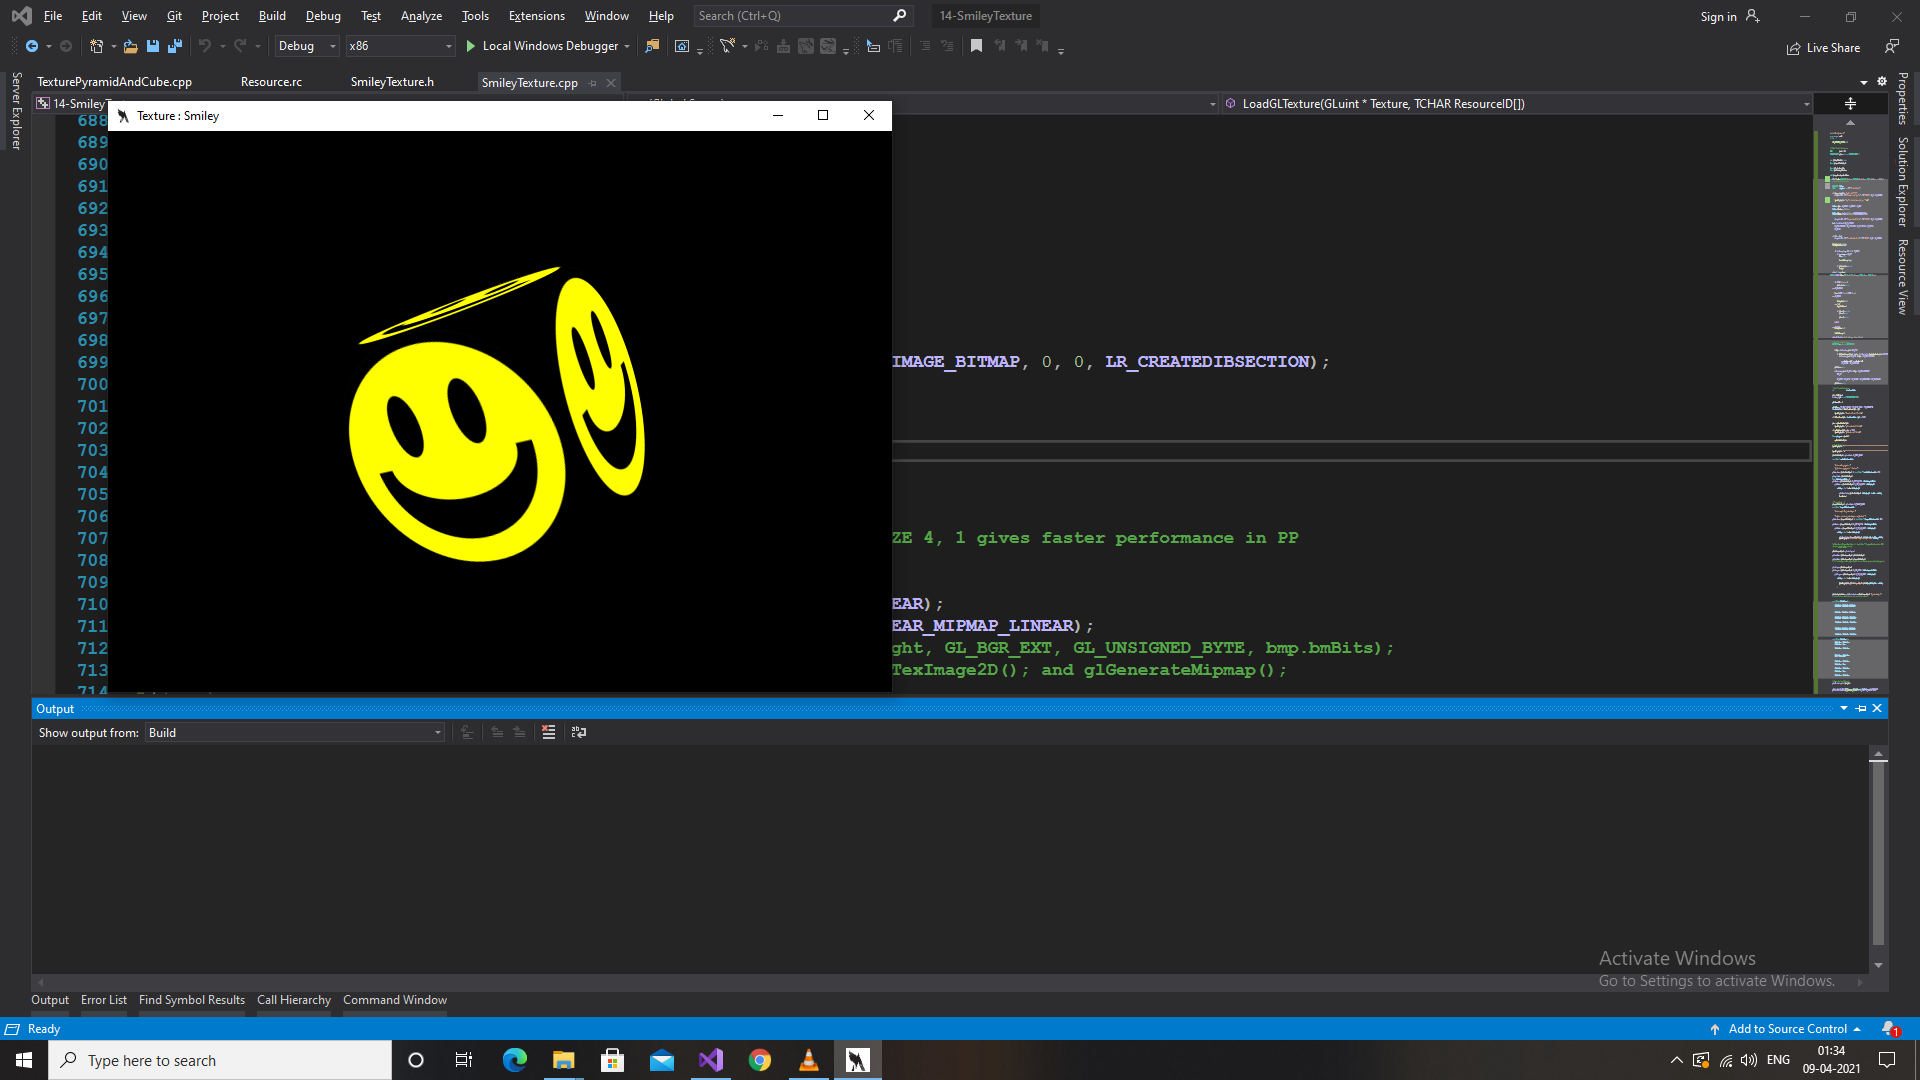 File Edit View Git Project Build Debug Test Analyze Tools Extensions Window Help Search (Ctrl+Q) 14-SmileyTexture Sign in
Debug x86 Local Windows Debugger Live Share
Server Explorer
TexturePyramidAndCube.cpp Resource.rc SmileyTexture.h SmileyTexture.cpp
14-SmileyTe LoadGLTexture(GLuint * Texture, TCHAR ResourceID[])
Texture : Smiley
Properties
Solution Explorer
Resource View
688
689
690
691
692
693
694
695
696
697
698
699 IMAGE_BITMAP, 0, 0, LR_CREATEDIBSECTION);
700
701
702
703
704
705
706
707 ZE 4, 1 gives faster performance in PP
708
709
710 EAR);
711 EAR_MIPMAP_LINEAR);
712 ght, GL_BGR_EXT, GL_UNSIGNED_BYTE, bmp.bmBits);
713 TexImage2D(); and glGenerateMipmap();
714
Output
Show output from: Build
Activate Windows
Go to Settings to activate Windows.
Output Error List Find Symbol Results Call Hierarchy Command Window
Ready Add to Source Control 1
Type here to search ENG 01:34
09-04-2021